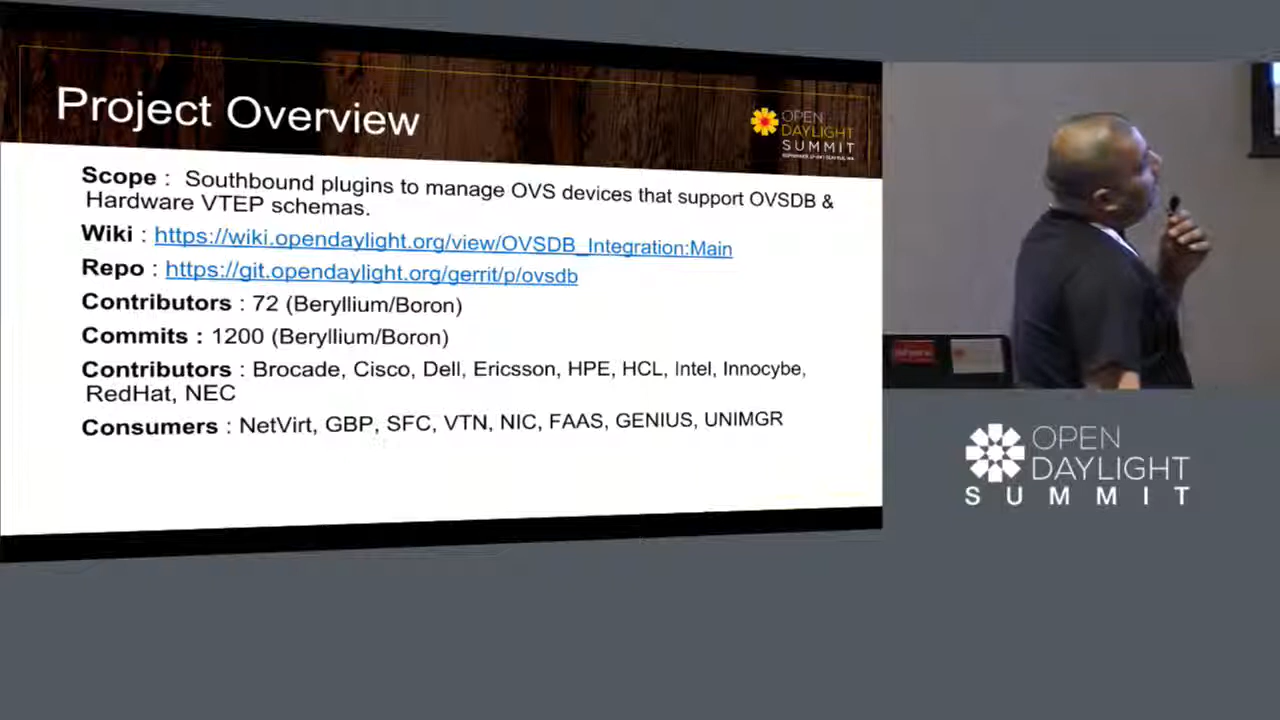 Project Overview
OPEN
DAYLIGHT
SUMMIT
Scope : Southbound plugins to manage OVS devices that support OVSDB &
Hardware VTEP schemas.
Wiki : https://wiki.opendaylight.org/view/OVSDB_Integration:Main
Repo : https://git.opendaylight.org/gerrit/p/ovsdb
Contributors : 72 (Beryllium/Boron)
Commits : 1200 (Beryllium/Boron)
Contributors : Brocade, Cisco, Dell, Ericsson, HPE, HCL, Intel, Innocybe,
RedHat, NEC
Consumers : NetVirt, GBP, SFC, VTN, NIC, FAAS, GENIUS, UNIMGR
OPEN
DAYLIGHT
SUMMIT